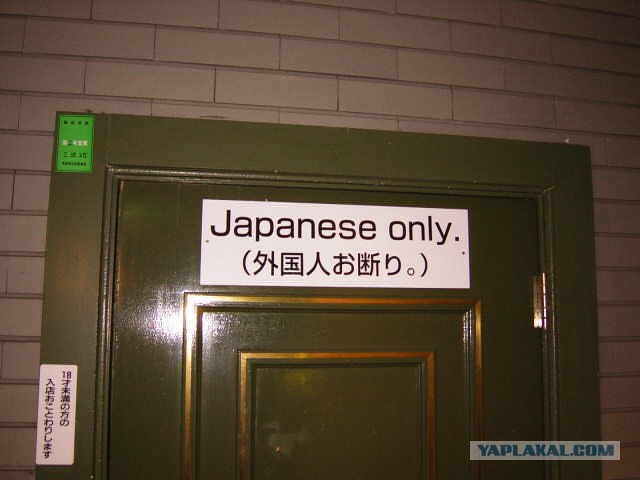 Japanese only.
（外国人お断り。）
18才未満の方の
入店おことわりします
YAPLAKAL.COM